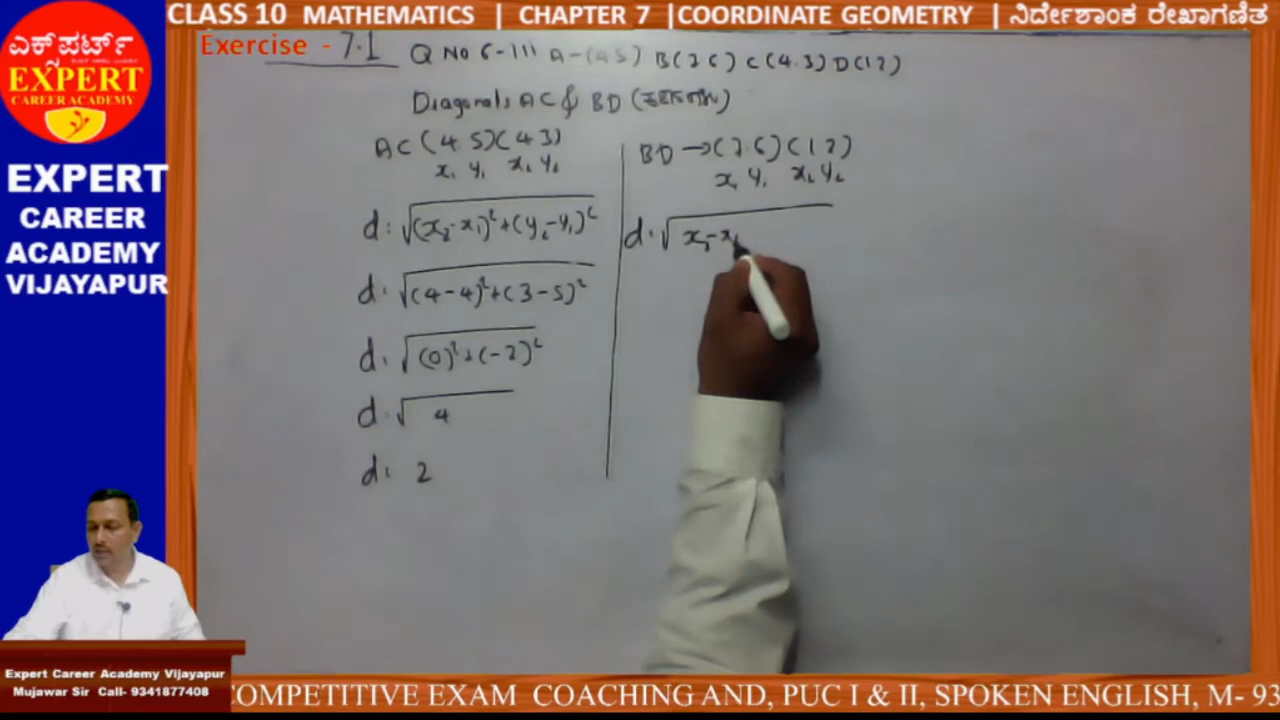 CLASS 10 MATHEMATICS | CHAPTER 7 |COORDINATE GEOMETRY | ನಿರ್ದೇಶಾಂಕ ರೇಖಾಗಣಿತ
ಎಕ್ಸ್‌ಪರ್ಟ್
EXPERT
CAREER ACADEMY
EXPERT
CAREER
ACADEMY
VIJAYAPUR
Exercise - 7.1
Q No 6-iii A-(4 5) B(7 6) C(4.3) D(1 2)
Diagonals AC & BD
AC (4 5)(4 3)
x₁ y₁ x₂ y₂
d: √(x₂-x₁)²+(y₂-y₁)²
d: √(4-4)²+(3-5)²
d: √(0)²+(-2)²
d: √4
d: 2
BD →(7.6)(1 2)
x₁ y₁ x₂ y₂
d: √x₂-x₁
Expert Career Academy Vijayapur
Mujawar Sir Call- 9341877408
COMPETITIVE EXAM COACHING AND, PUC I & II, SPOKEN ENGLISH, M- 93